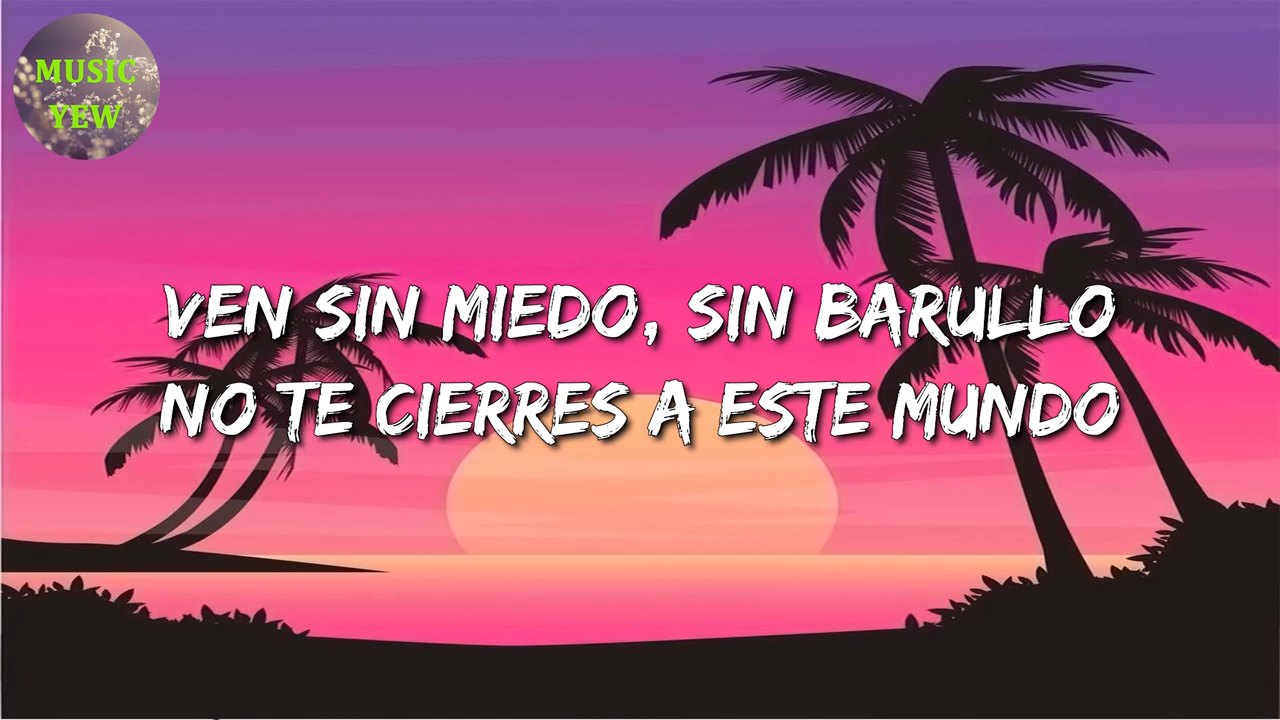 MUSIC
YEW
VEN SIN MIEDO, SIN BARULLO
NO TE CIERRES A ESTE MUNDO